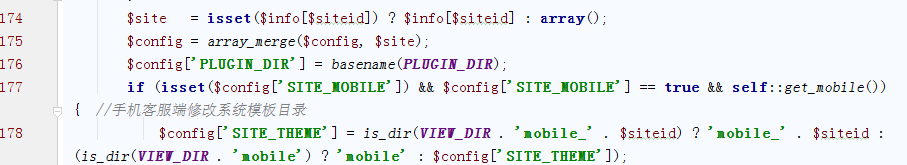 174 $site = isset($info[$siteid]) ? $info[$siteid] : array();
175 $config = array_merge($config, $site);
176 $config['PLUGIN_DIR'] = basename(PLUGIN_DIR);
177 if (isset($config['SITE_MOBILE']) && $config['SITE_MOBILE'] == true && self::get_mobile())
{ //手机客服端修改系统模板目录
178 $config['SITE_THEME'] = is_dir(VIEW_DIR . 'mobile_' . $siteid) ? 'mobile_' . $siteid :
(is_dir(VIEW_DIR . 'mobile') ? 'mobile' : $config['SITE_THEME']);